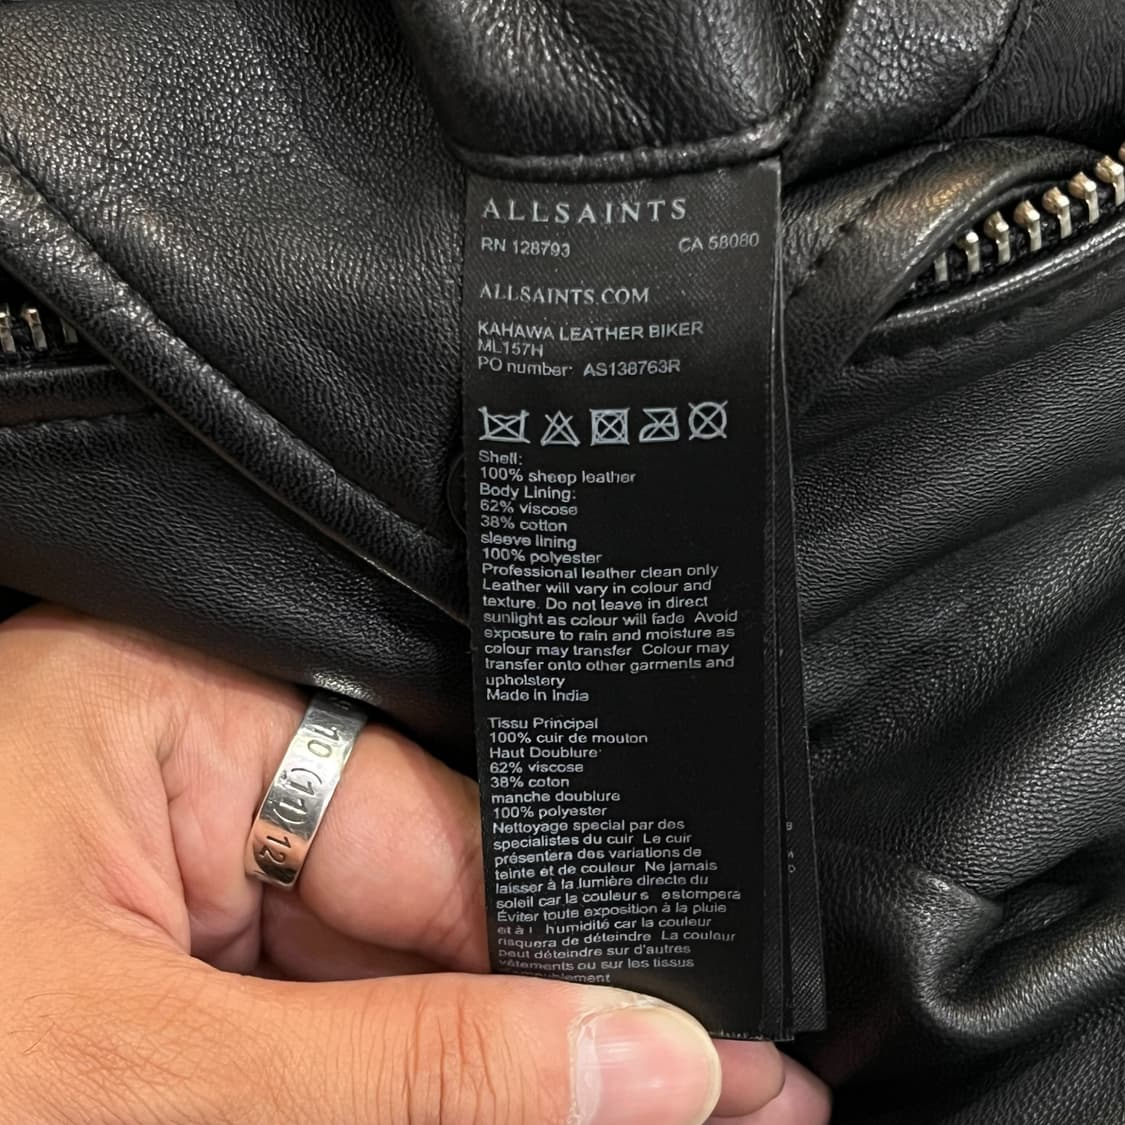 ALLSAINTS
RN 128793 CA 58080
ALLSAINTS.COM
KAHAWA LEATHER BIKER
ML157H
PO number: AS138763R
Shell:
100% sheep leather
Body Lining:
62% viscose
38% cotton
sleeve lining
100% polyester
Professional leather clean only
Leather will vary in colour and
texture. Do not leave in direct
sunlight as colour will fade Avoid
exposure to rain and moisture as
colour may transfer Colour may
transfer onto other garments and
upholstery
Made in India
Tissu Principal
100% cuir de mouton
Haut Doublure:
62% viscose
38% coton
manche doublure
100% polyester
Nettoyage special par des
specialistes du cuir Le cuir
présentera des variations de
teinte et de couleur Ne jamais
laisser à la lumière directe du
soleil car la couleur s estompera
Éviter toute exposition à la pluie
et à l humidité car la couleur
risquera de déteindre La couleur
peut déteindre sur d'autres
vêtements ou sur les tissus
10 (11) 12